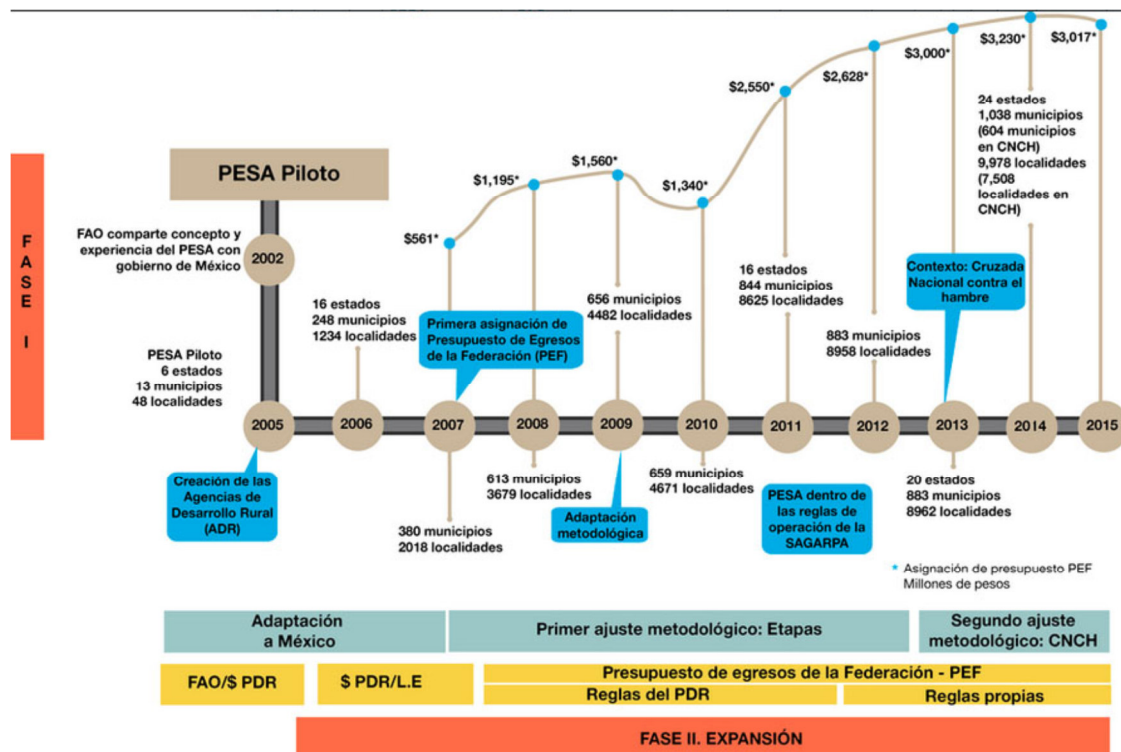 $561*
$1,195*
$1,560*
$1,340*
$2,550*
$2,628*
$3,000*
$3,230*
$3,017*
FASE I
PESA Piloto
FAO comparte concepto y
experiencia del PESA con
gobierno de México
2002
PESA Piloto
6 estados
13 municipios
48 localidades
16 estados
248 municipios
1234 localidades
Primera asignación de
Presupuesto de Egresos
de la Federación (PEF)
656 municipios
4482 localidades
16 estados
844 municipios
8625 localidades
883 municipios
8958 localidades
Contexto: Cruzada
Nacional contra el
hambre
24 estados
1,038 municipios
(604 municipios
en CNCH)
9,978 localidades
(7,508
localidades en
CNCH)
2005
2006
2007
2008
2009
2010
2011
2012
2013
2014
2015
Creación de las
Agencias de
Desarrollo Rural
(ADR)
380 municipios
2018 localidades
613 municipios
3679 localidades
Adaptación
metodológica
659 municipios
4671 localidades
PESA dentro de
las reglas de
operación de la
SAGARPA
20 estados
883 municipios
8962 localidades
* Asignación de presupuesto PEF
Millones de pesos
Adaptación
a México
Primer ajuste metodológico: Etapas
Segundo ajuste
metodológico: CNCH
FAO/$ PDR
$ PDR/L.E
Presupuesto de egresos de la Federación - PEF
Reglas del PDR
Reglas propias
FASE II. EXPANSIÓN